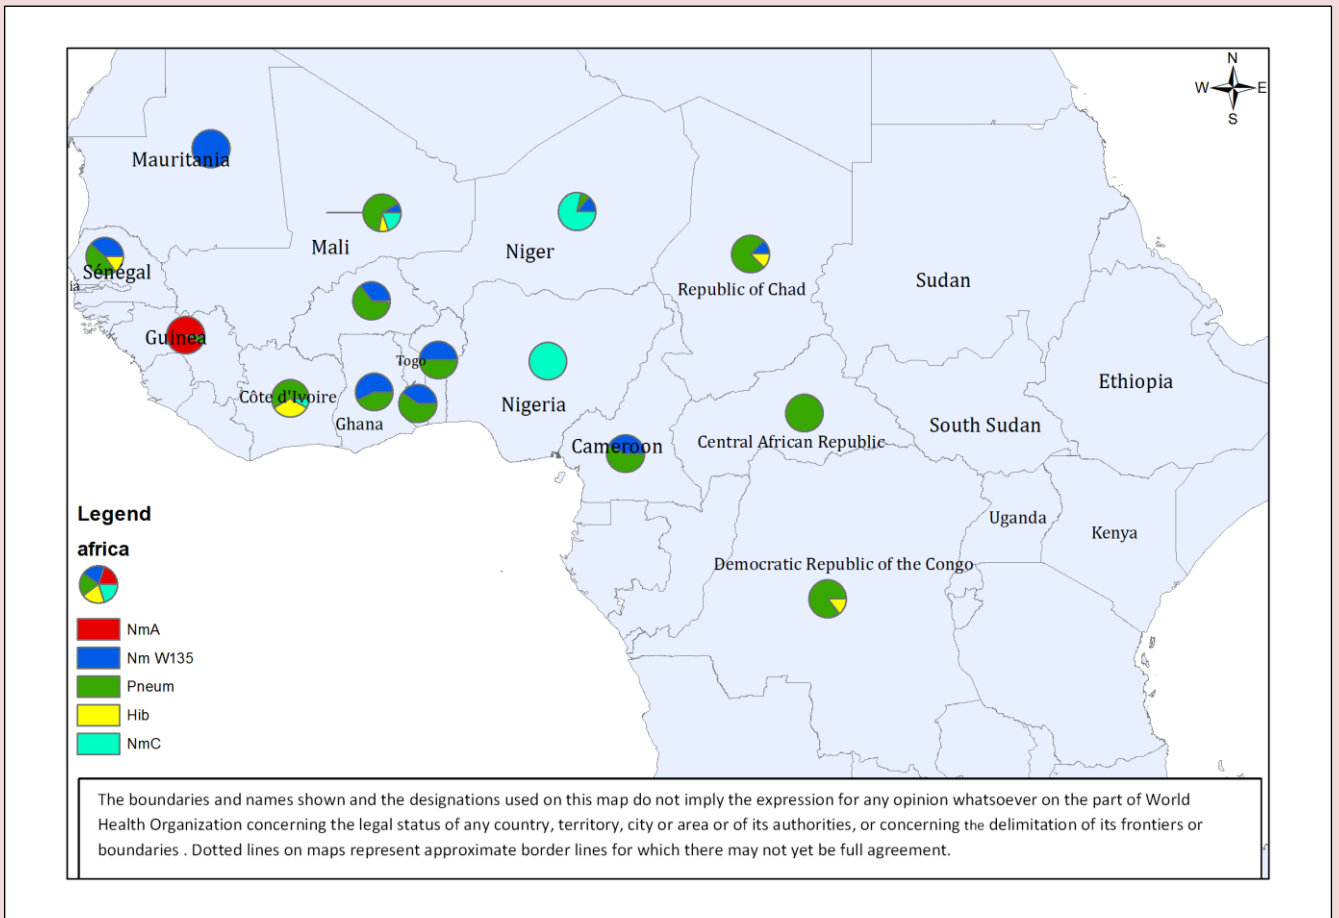 N
W E
S
Mauritania
Mali
Niger
Sénégal
Republic of Chad
Sudan
iá
Guinea
Togo
Ethiopia
Côte d'Ivoire
Nigeria
Ghana
South Sudan
Cameroon
Central African Republic
Legend
Uganda
Kenya
africa
Democratic Republic of the Congo
NmA
Nm W135
Pneum
Hib
NmC
The boundaries and names shown and the designations used on this map do not imply the expression for any opinion whatsoever on the part of World
Health Organization concerning the legal status of any country, territory, city or area or of its authorities, or concerning the delimitation of its frontiers or
boundaries . Dotted lines on maps represent approximate border lines for which there may not yet be full agreement.